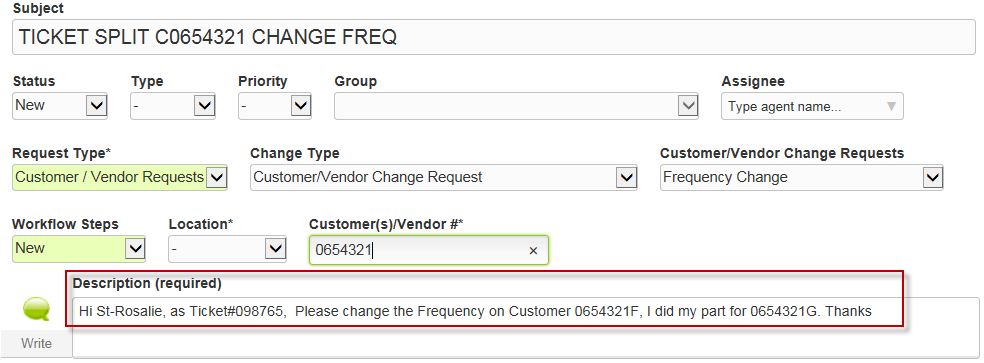 Subject
TICKET SPLIT C0654321 CHANGE FREQ
Status Type Priority Group Assignee
New - - Type agent name...
Request Type* Change Type Customer/Vendor Change Requests
Customer / Vendor Requests Customer/Vendor Change Request Frequency Change
Workflow Steps Location* Customer(s)/Vendor #*
New - 0654321 ×
Description (required)
Hi St-Rosalie, as Ticket#098765,  Please change the Frequency on Customer 0654321F, I did my part for 0654321G. Thanks
Write